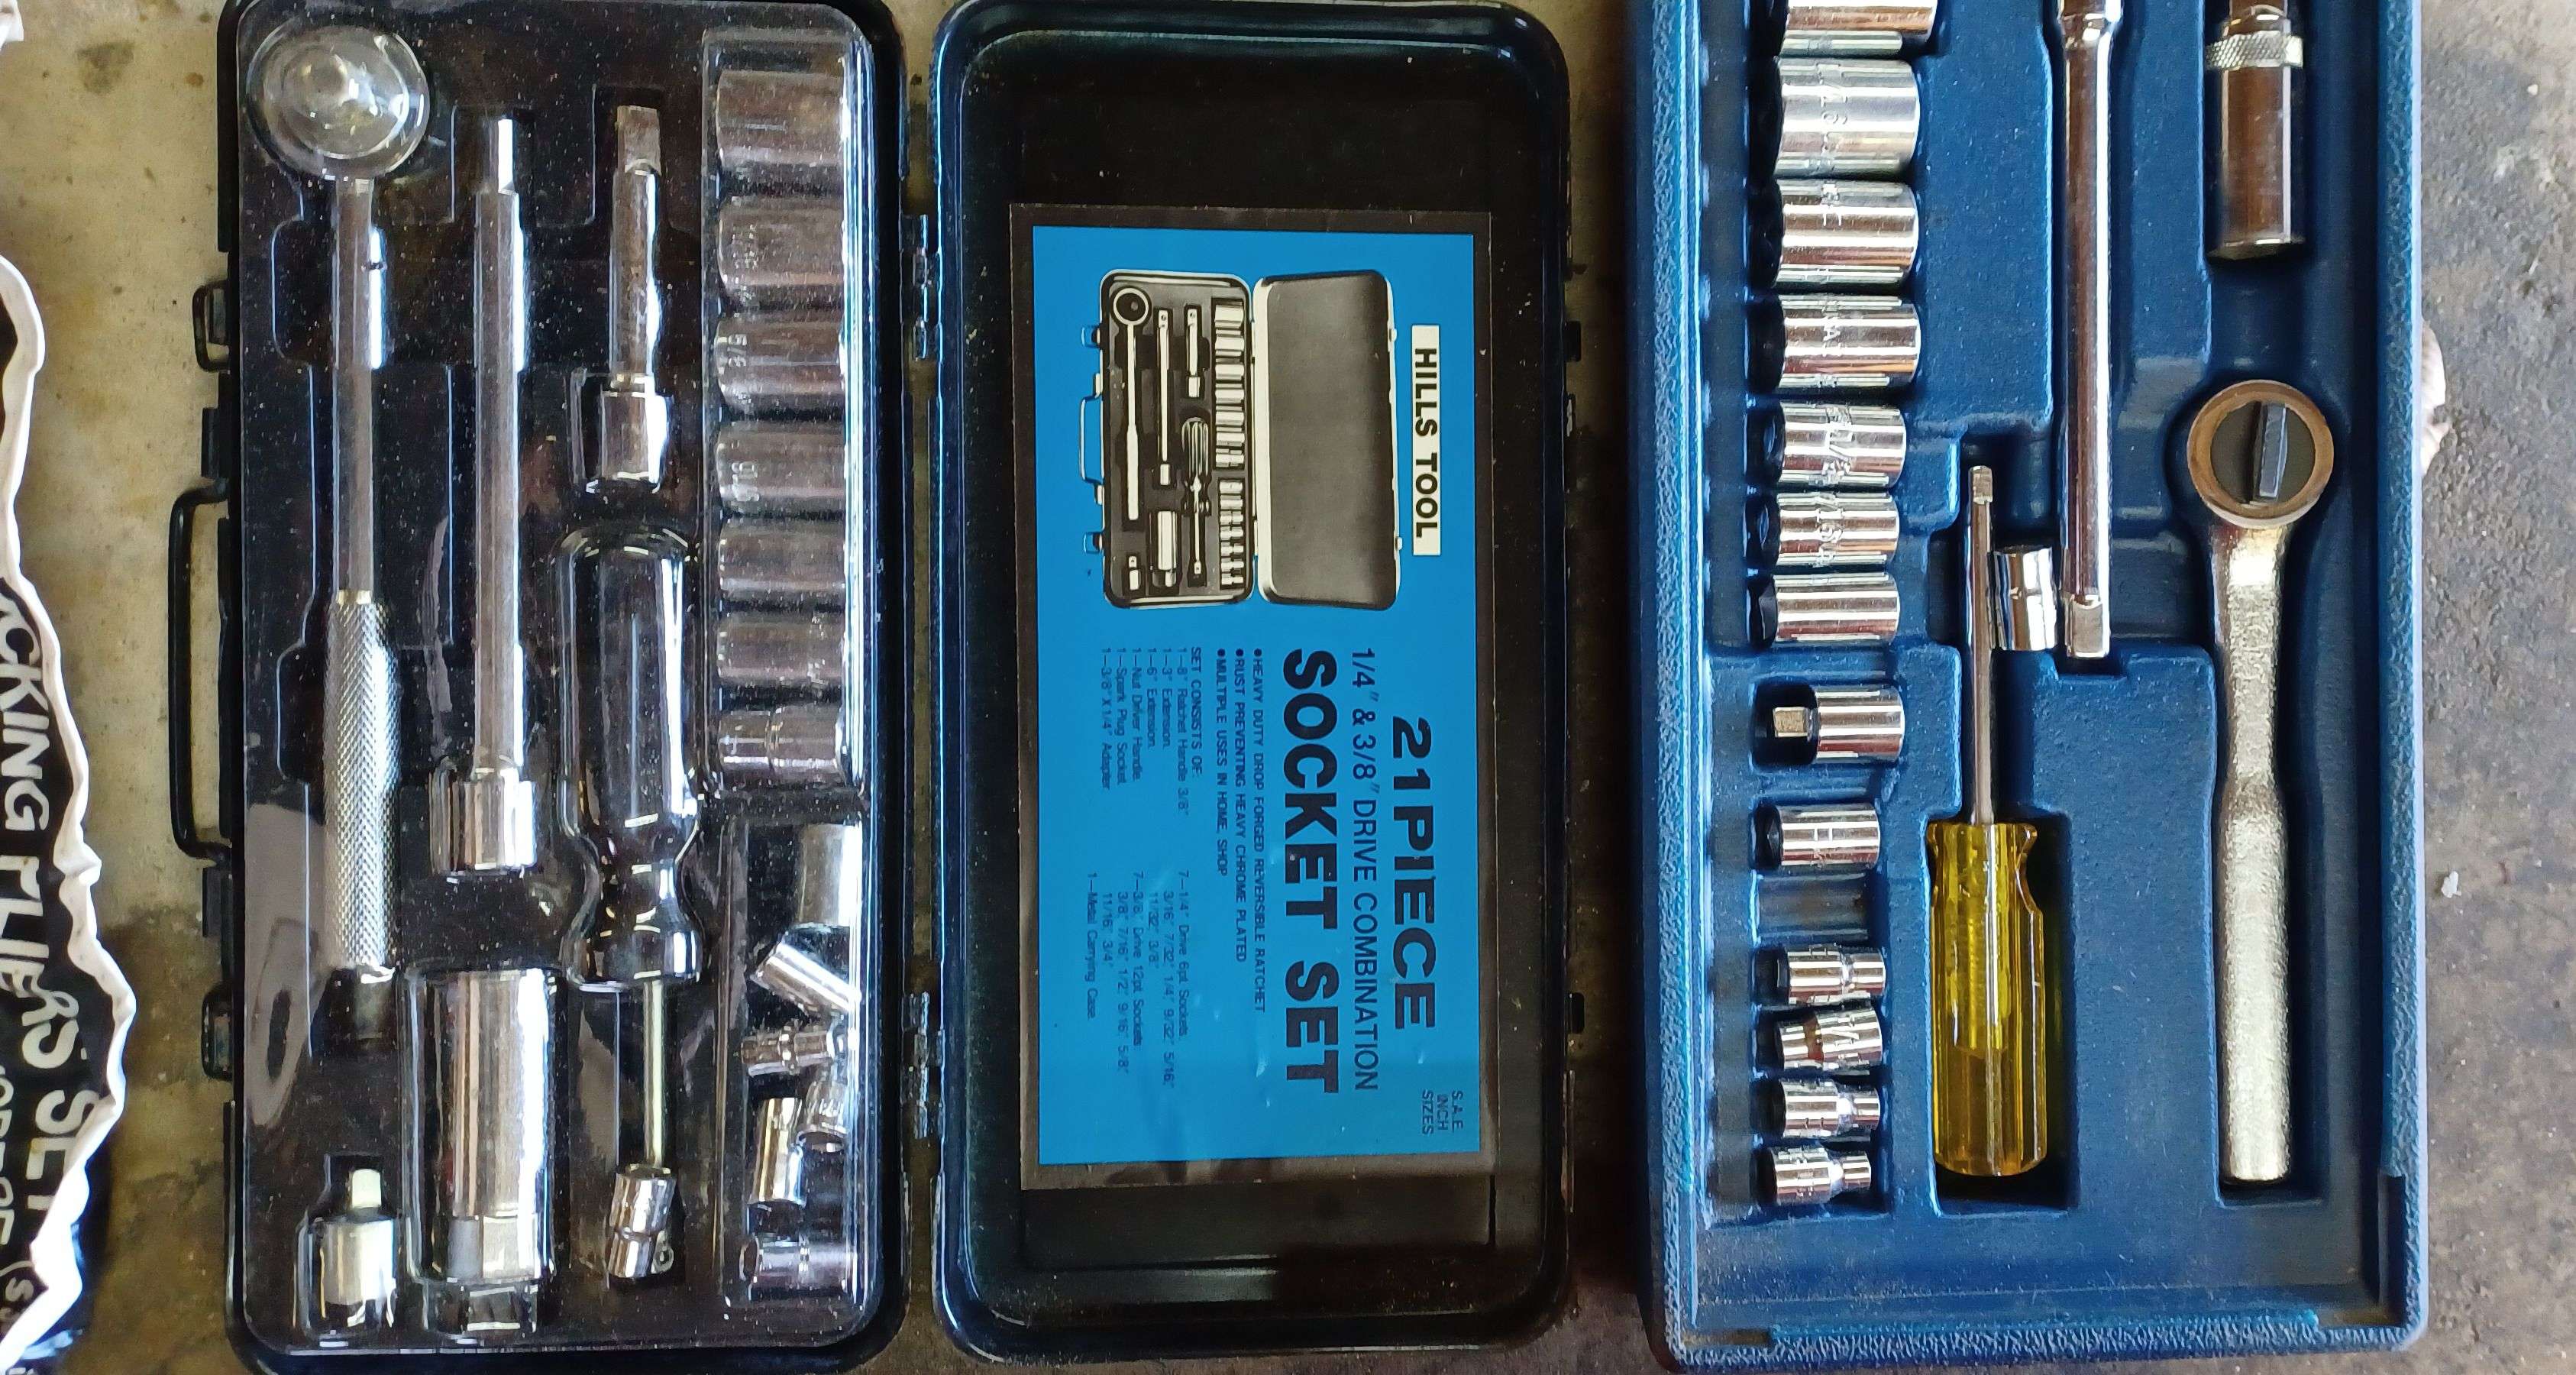 HILLS TOOL
21 PIECE
S.A.E.
INCH
SIZES
1/4" & 3/8" DRIVE COMBINATION
SOCKET SET
●HEAVY DUTY DROP FORGED REVERSIBLE RATCHET
●RUST PREVENTING HEAVY CHROME PLATED
●MULTIPLE USES IN HOME, SHOP
SET CONSISTS OF:
1—8" Ratchet Handle 3/8"
1—3" Extension.
1—6" Extension.
1—Nut Driver Handle.
1—Spark Plug Socket.
1—3/8" X 1/4" Adapter
7—1/4" Drive 6pt. Sockets:
3/16" 7/32" 1/4" 9/32" 5/16"
11/32" 3/8"
7—3/8" Drive 12pt. Sockets:
3/8" 7/16" 1/2" 9/16" 5/8"
11/16" 3/4"
1—Metal Carrying Case.
SET